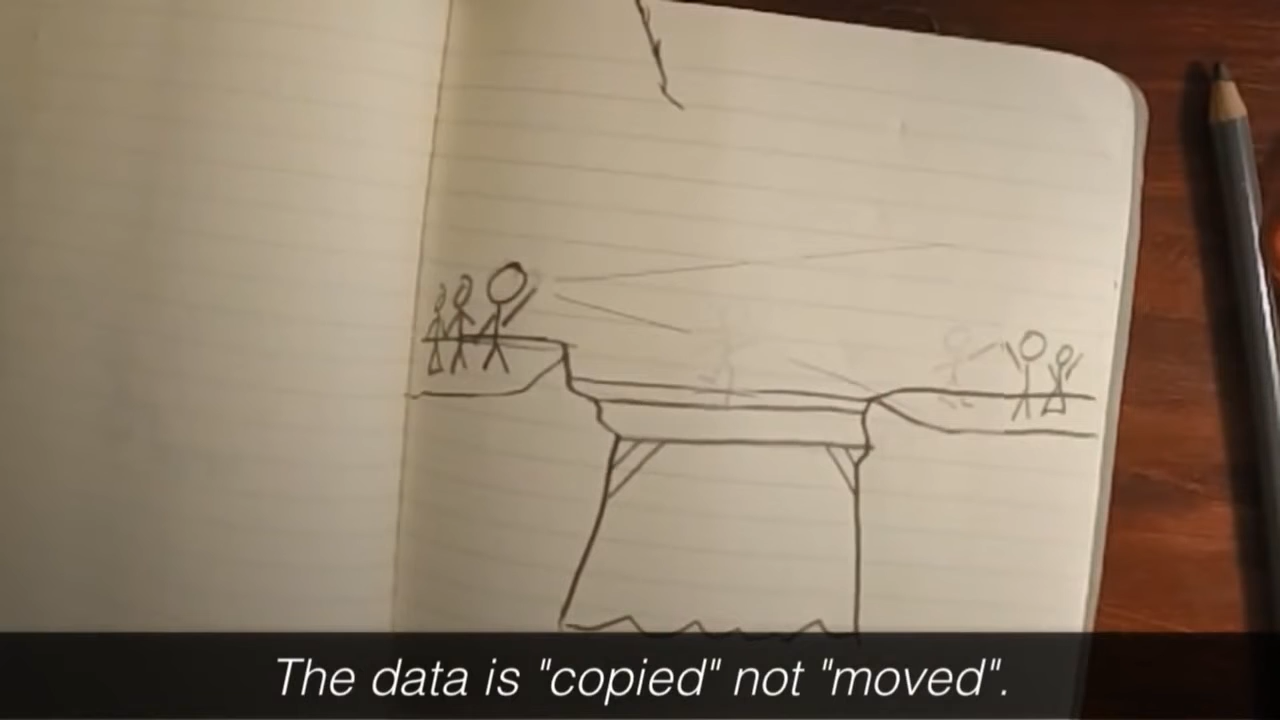 The data is "copied" not "moved".